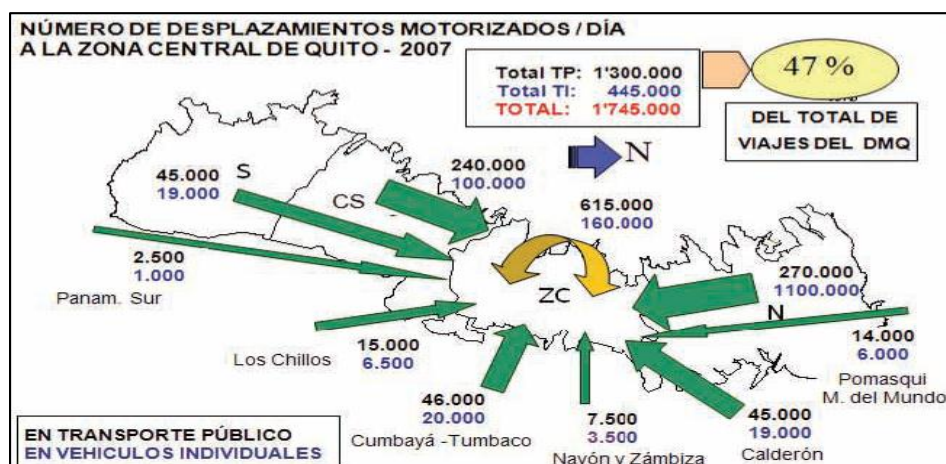 NÚMERO DE DESPLAZAMIENTOS MOTORIZADOS / DÍA
A LA ZONA CENTRAL DE QUITO - 2007
Total TP: 1'300.000
Total TI: 445.000
TOTAL: 1'745.000
47 %
DEL TOTAL DE
VIAJES DEL DMQ
N
45.000
19.000
S
CS
240.000
100.000
615.000
160.000
2.500
1.000
Panam. Sur
ZC
270.000
1100.000
N
Los Chillos
15.000
6.500
14.000
6.000
Pomasqui
M. del Mundo
46.000
20.000
Cumbayá -Tumbaco
7.500
3.500
Nayón y Zámbiza
45.000
19.000
Calderón
EN TRANSPORTE PÚBLICO
EN VEHICULOS INDIVIDUALES